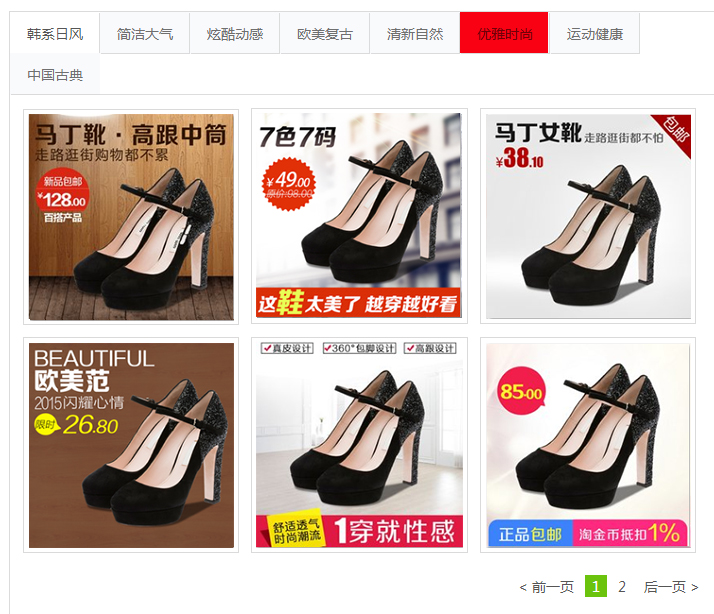 韩系日风 简洁大气 炫酷动感 欧美复古 清新自然 优雅时尚 运动健康
中国古典
马丁靴·高跟中筒
走路逛街购物都不累
新品包邮
¥128.00
百搭产品
7色7码
¥49.00
原价:98.00
这鞋太美了 越穿越好看
马丁女靴 走路逛街都不怕
¥38.10
包邮
BEAUTIFUL
欧美范
2015闪耀心情
限时 26.80
真皮设计 360°包脚设计 高跟设计
舒适透气
时尚潮流
1穿就性感
85.00
正品包邮 淘金币抵扣1%
< 前一页 1 2 后一页 >